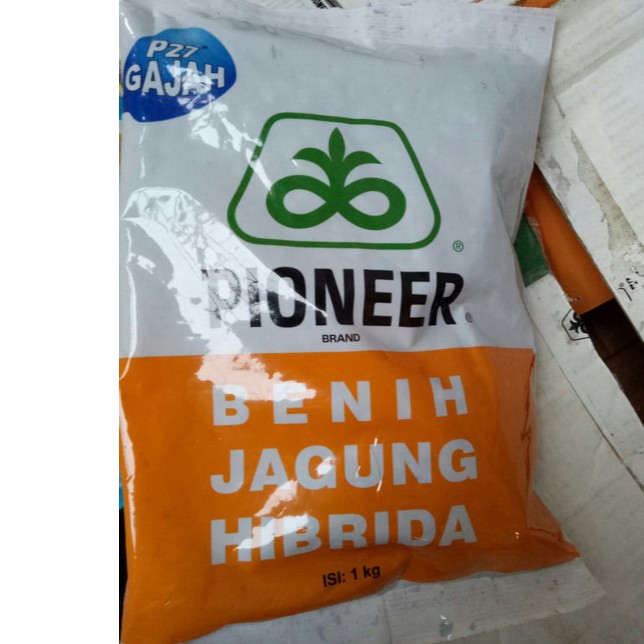 P27
GAJAH
®
PIONEER®
BRAND
BENIH
JAGUNG
HIBRIDA
ISI: 1 kg